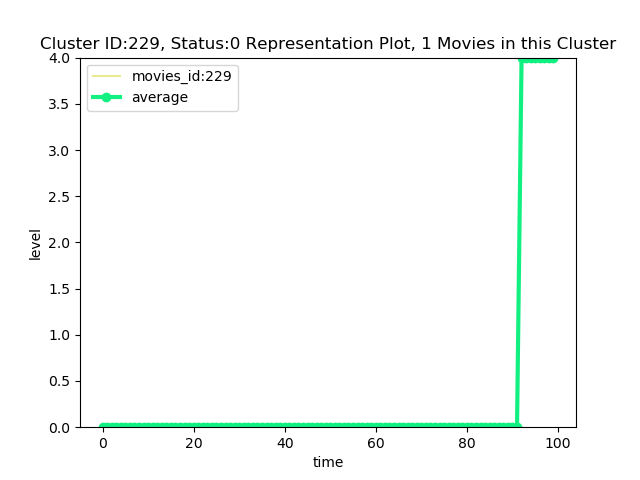 Cluster ID:229, Status:0 Representation Plot, 1 Movies in this Cluster
movies_id:229
average
4.0
3.5
3.0
2.5
2.0
1.5
1.0
0.5
0.0
level
0 20 40 60 80 100
time